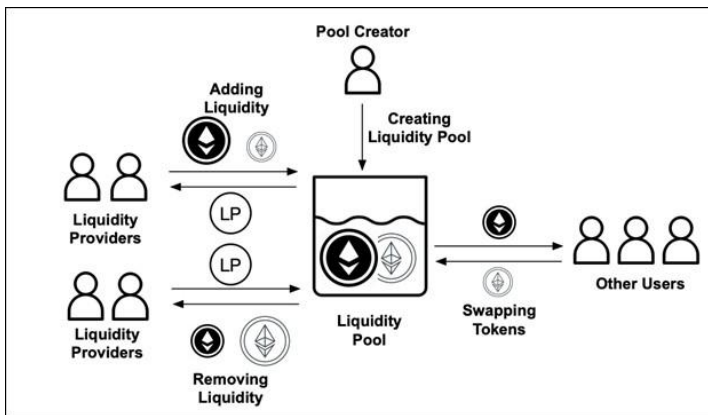 Pool Creator
Adding
Liquidity
Creating
Liquidity Pool
LP
Liquidity
Providers
LP
Other Users
Swapping
Tokens
Liquidity
Pool
Liquidity
Providers
Removing
Liquidity